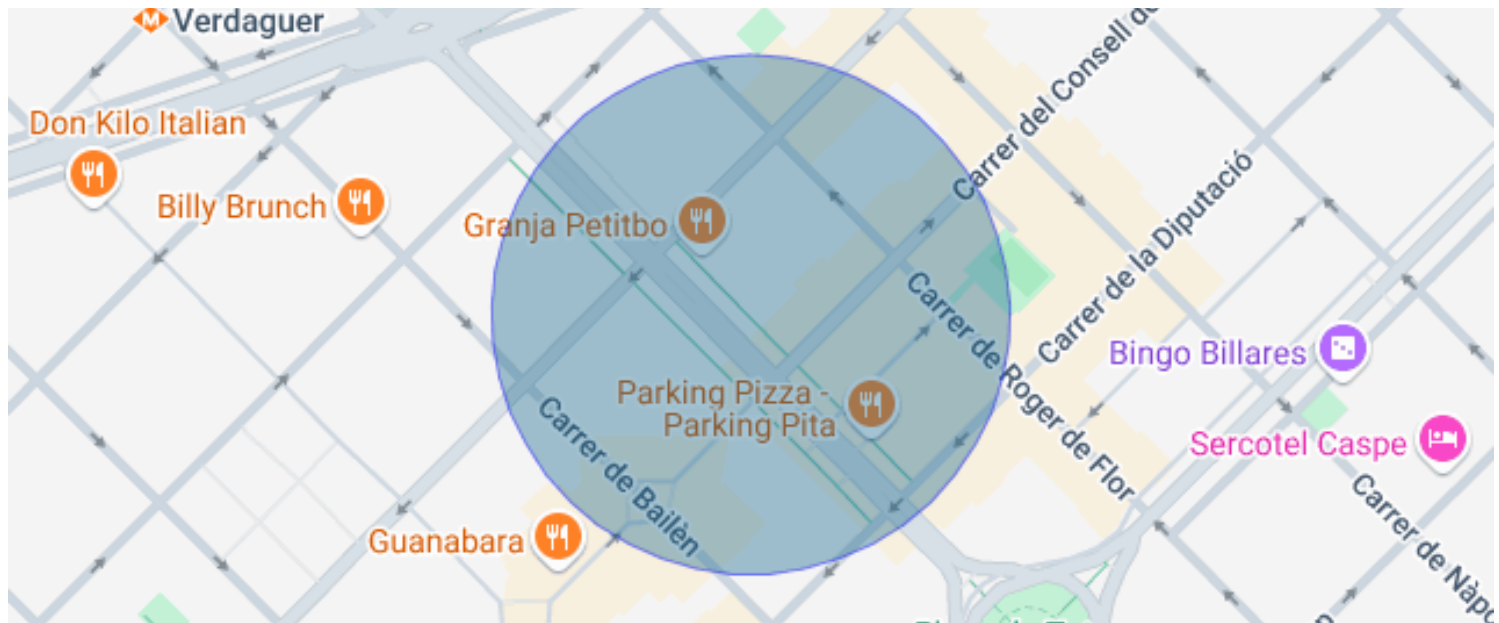 Verdaguer
Don Kilo Italian
Billy Brunch
Granja Petitbo
Carrer del Consell de
Carrer de la Diputació
Carrer de Roger de Flor
Bingo Billares
Parking Pizza -
Parking Pita
Carrer de Bailèn
Sercotel Caspe
Guanabara
Carrer de Nàpo